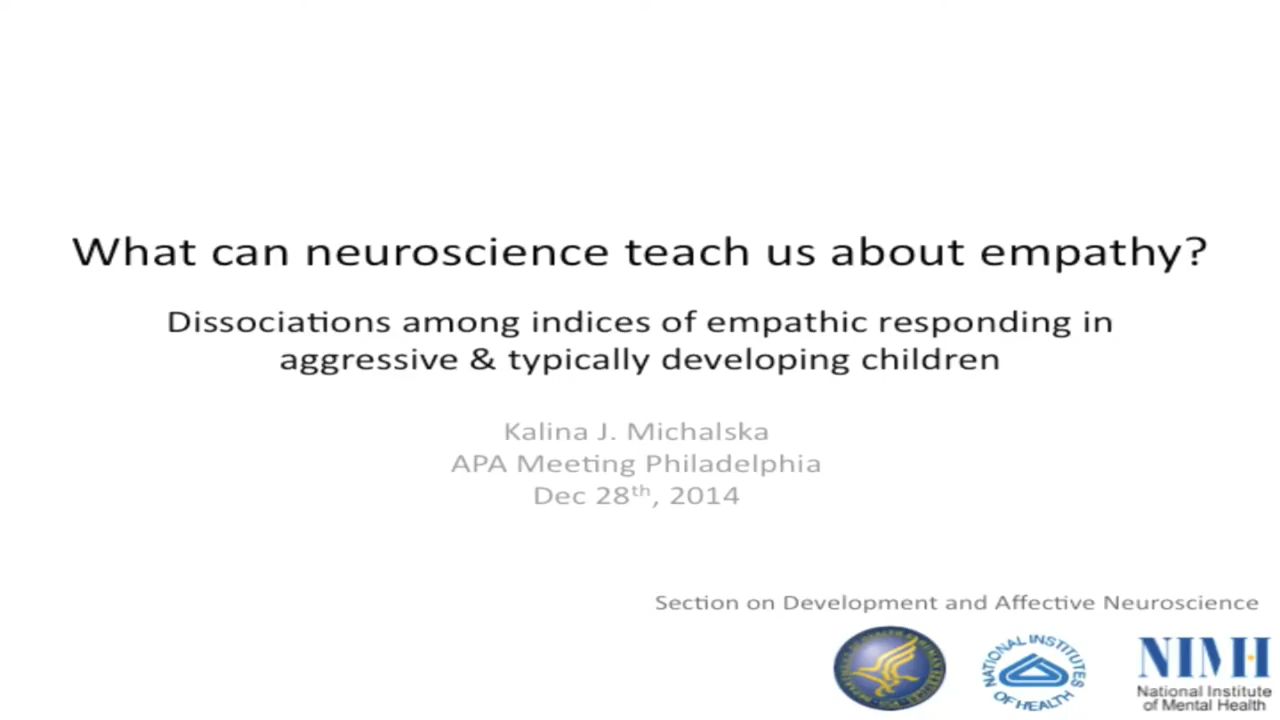 What can neuroscience teach us about empathy?
Dissociations among indices of empathic responding in
aggressive & typically developing children
Kalina J. Michalska
APA Meeting Philadelphia
Dec 28th, 2014
Section on Development and Affective Neuroscience
NATIONAL INSTITUTES
OF HEALTH
NIMH
National Institute
of Mental Health